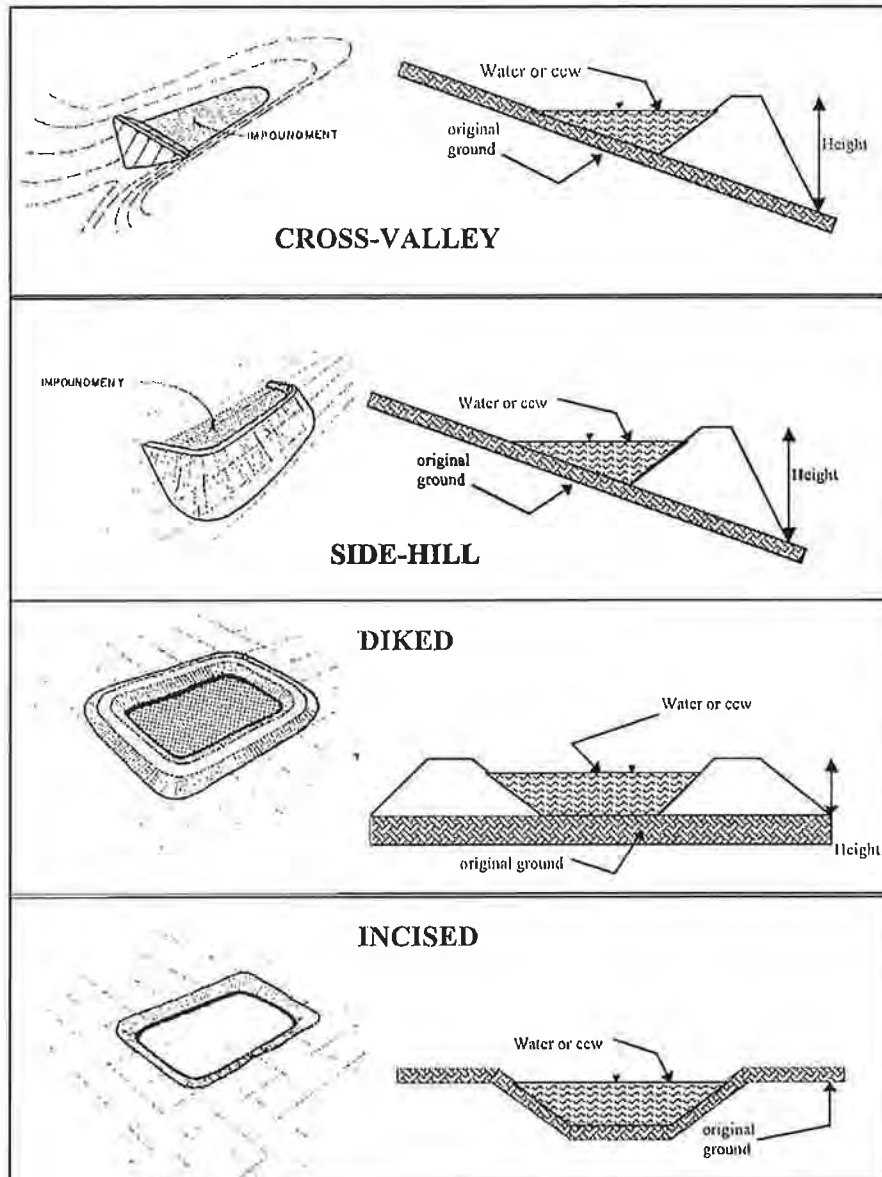 Water or ccw
IMPOUNDMENT
original
ground
Height
CROSS-VALLEY
IMPOUNDMENT
Water or ccw
original
ground
Height
SIDE-HILL
DIKED
Water or ccw
Height
original ground
INCISED
Water or ccw
original
ground